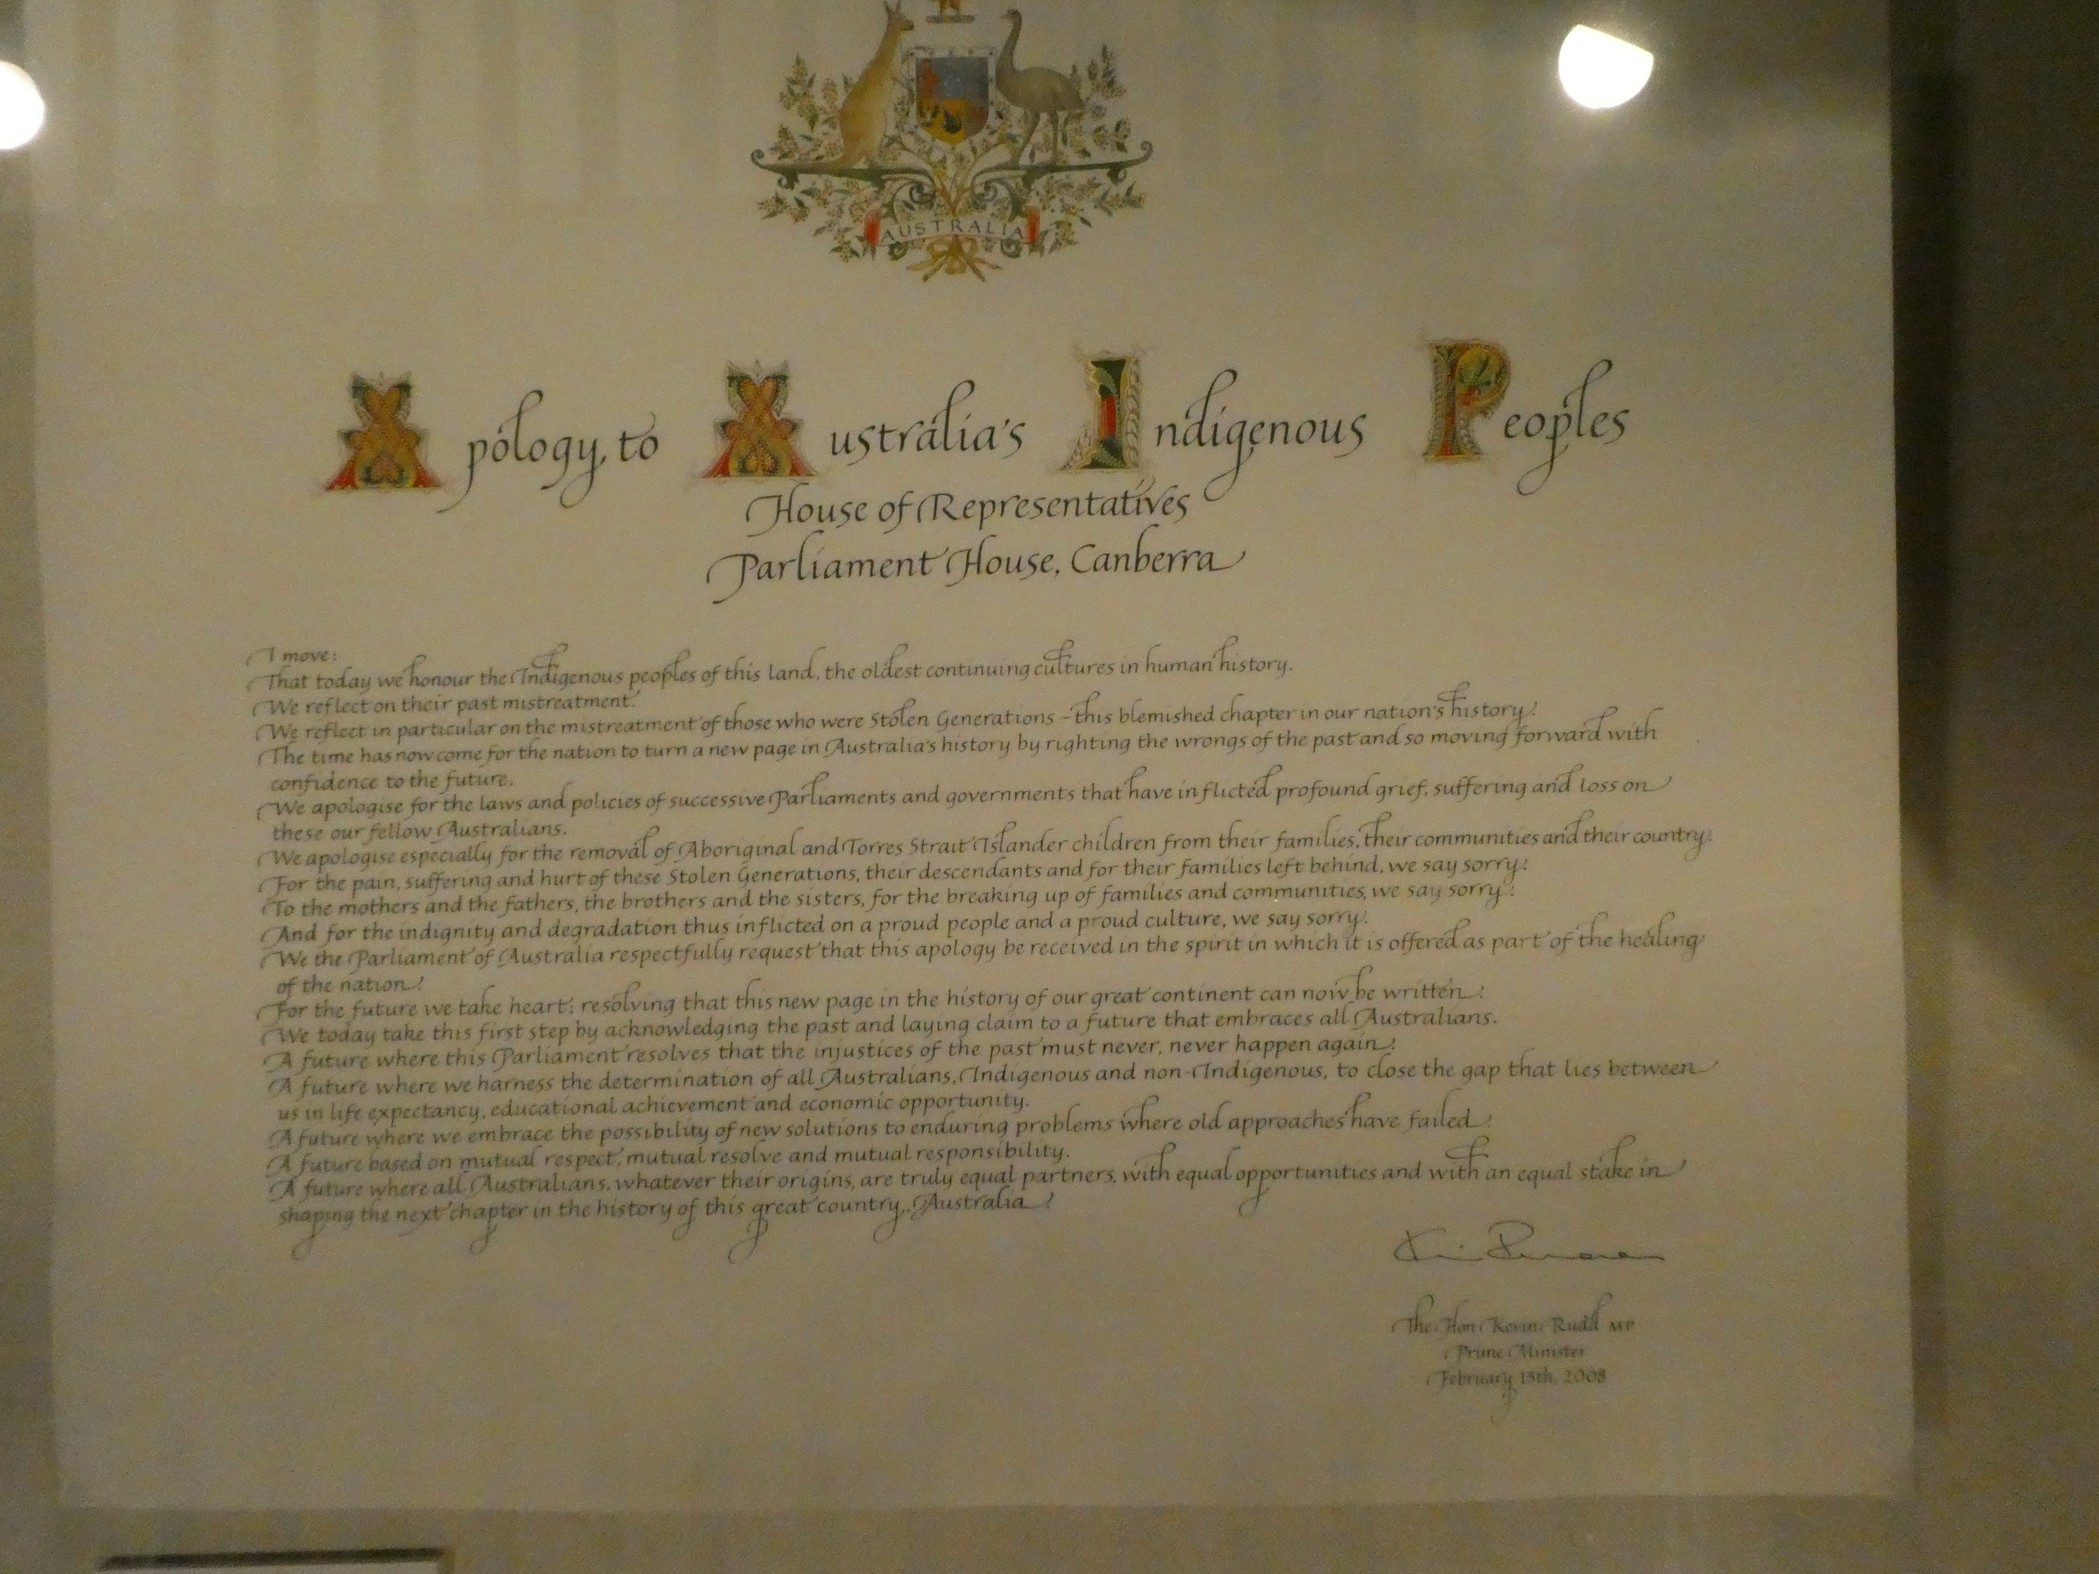 AUSTRALIA
Apology to Australia's Indigenous Peoples
House of Representatives
Parliament House, Canberra
I move:
That today we honour the Indigenous peoples of this land, the oldest continuing cultures in human history.
We reflect on their past mistreatment.
We reflect in particular on the mistreatment of those who were Stolen Generations – this blemished chapter in our nation's history.
The time has now come for the nation to turn a new page in Australia's history by righting the wrongs of the past and so moving forward with
confidence to the future.
We apologise for the laws and policies of successive Parliaments and governments that have inflicted profound grief, suffering and loss on
these our fellow Australians.
We apologise especially for the removal of Aboriginal and Torres Strait Islander children from their families, their communities and their country.
For the pain, suffering and hurt of these Stolen Generations, their descendants and for their families left behind, we say sorry.
To the mothers and the fathers, the brothers and the sisters, for the breaking up of families and communities, we say sorry.
And for the indignity and degradation thus inflicted on a proud people and a proud culture, we say sorry.
We the Parliament of Australia respectfully request that this apology be received in the spirit in which it is offered as part of the healing
of the nation.
For the future we take heart; resolving that this new page in the history of our great continent can now be written.
We today take this first step by acknowledging the past and laying claim to a future that embraces all Australians.
A future where this Parliament resolves that the injustices of the past must never, never happen again.
A future where we harness the determination of all Australians, Indigenous and non-Indigenous, to close the gap that lies between
us in life expectancy, educational achievement and economic opportunity.
A future where we embrace the possibility of new solutions to enduring problems where old approaches have failed.
A future based on mutual respect, mutual resolve and mutual responsibility.
A future where all Australians, whatever their origins, are truly equal partners, with equal opportunities and with an equal stake in
shaping the next chapter in the history of this great country, Australia.
The Hon Kevin Rudd MP
Prime Minister
February 13th, 2008